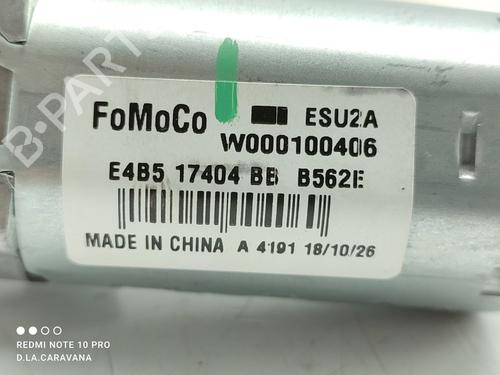 B-PARTS
FoMoCo ESU2A
W000100406
E4B5 17404 BB B562E
MADE IN CHINA A 4191 18/10/26
REDMI NOTE 10 PRO
D.LA.CARAVANA